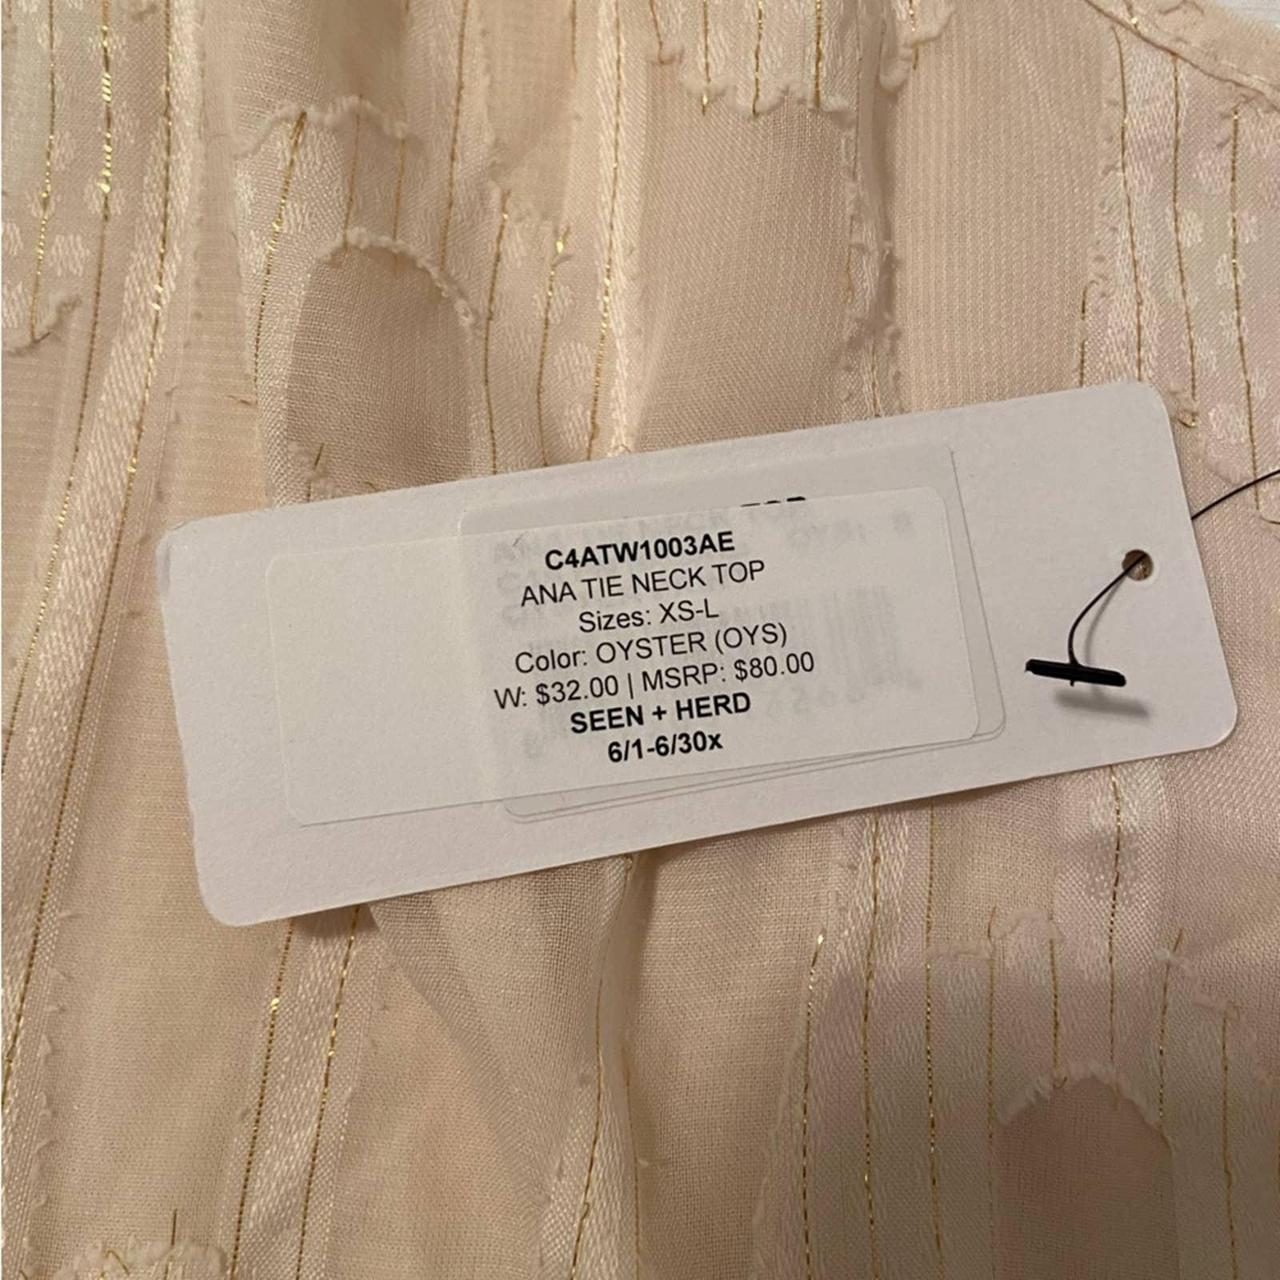 C4ATW1003AE
ANA TIE NECK TOP
Sizes: XS-L
Color: OYSTER (OYS)
W: $32.00 | MSRP: $80.00
SEEN + HERD
6/1-6/30x